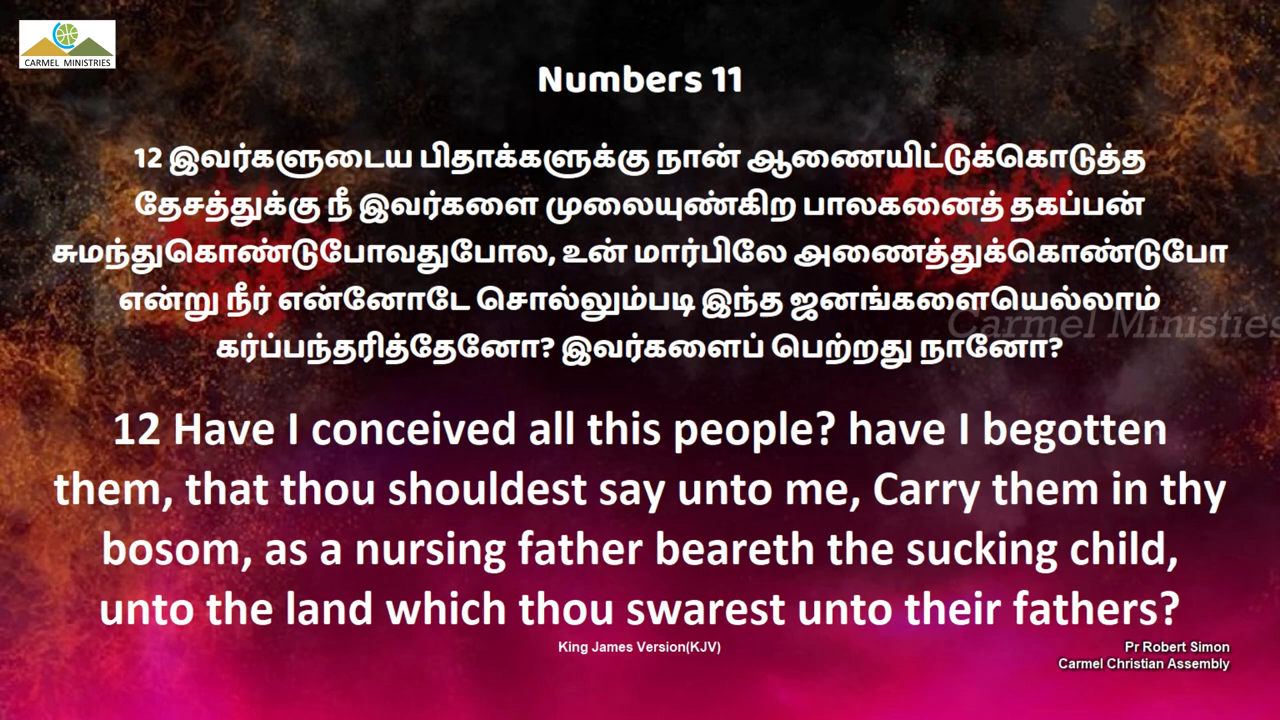 CARMEL MINISTRIES
Numbers 11
12 இவர்களுடைய பிதாக்களுக்கு நான் ஆணையிட்டுக்கொடுத்த
தேசத்துக்கு நீ இவர்களை முலையுண்கிற பாலகனைத் தகப்பன்
சுமந்துகொண்டுபோவதுபோல, உன் மார்பிலே அணைத்துக்கொண்டுபோ
என்று நீர் என்னோடே சொல்லும்படி இந்த ஜனங்களையெல்லாம்
கர்ப்பந்தரித்தேனோ? இவர்களைப் பெற்றது நானோ?
Carmel Ministies
12 Have I conceived all this people? have I begotten
them, that thou shouldest say unto me, Carry them in thy
bosom, as a nursing father beareth the sucking child,
unto the land which thou swarest unto their fathers?
King James Version(KJV)
Pr Robert Simon
Carmel Christian Assembly